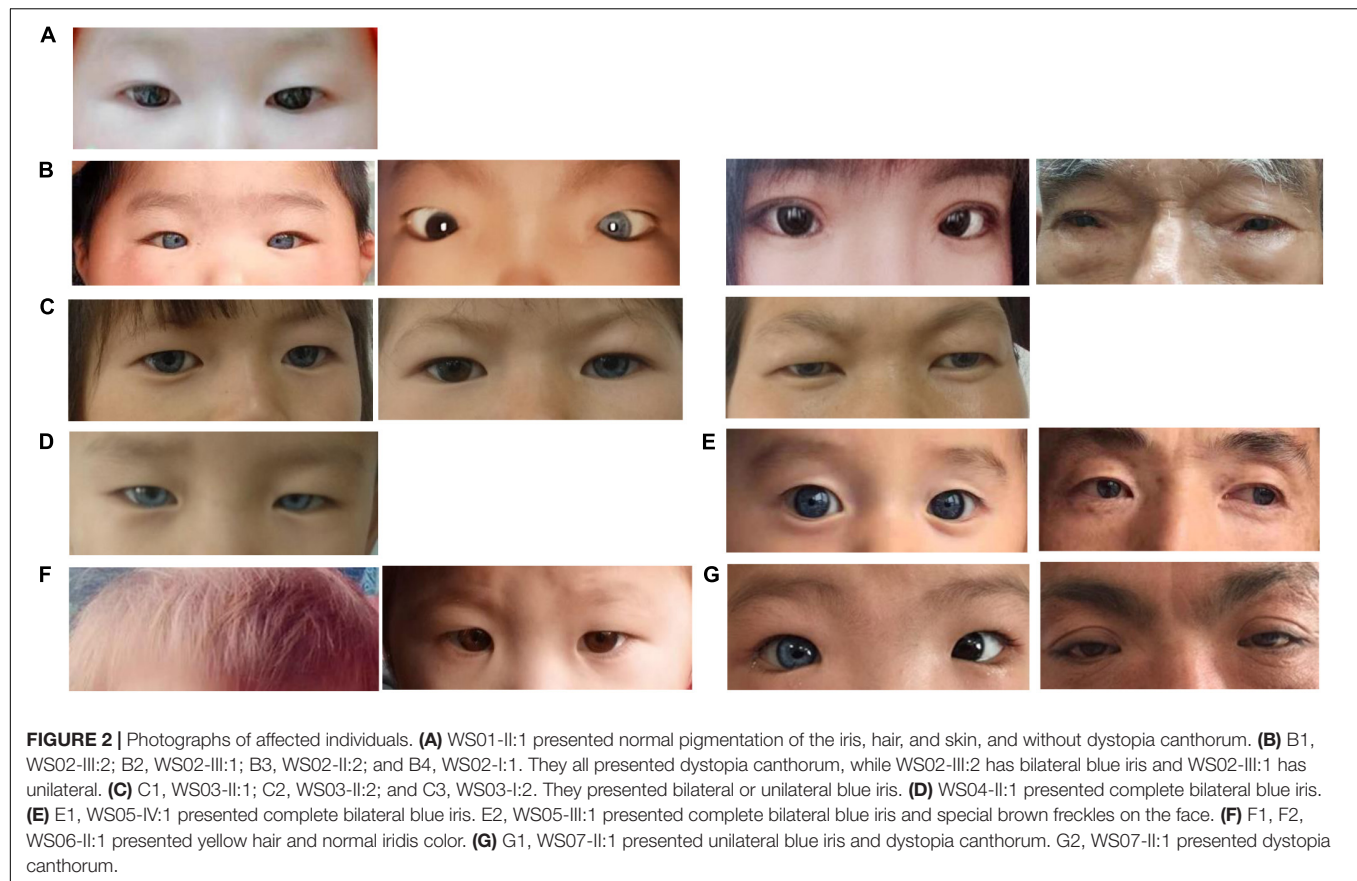 A
B
C
D
E
F
G
FIGURE 2 | Photographs of affected individuals. (A) WS01-II:1 presented normal pigmentation of the iris, hair, and skin, and without dystopia canthorum. (B) B1,
WS02-III:2; B2, WS02-III:1; B3, WS02-II:2; and B4, WS02-I:1. They all presented dystopia canthorum, while WS02-III:2 has bilateral blue iris and WS02-III:1 has
unilateral. (C) C1, WS03-II:1; C2, WS03-II:2; and C3, WS03-I:2. They presented bilateral or unilateral blue iris. (D) WS04-II:1 presented complete bilateral blue iris.
(E) E1, WS05-IV:1 presented complete bilateral blue iris. E2, WS05-III:1 presented complete bilateral blue iris and special brown freckles on the face. (F) F1, F2,
WS06-II:1 presented yellow hair and normal iridis color. (G) G1, WS07-II:1 presented unilateral blue iris and dystopia canthorum. G2, WS07-II:1 presented dystopia
canthorum.